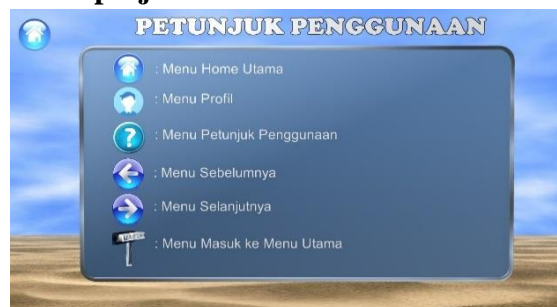 PETUNJUK PENGGUNAAN
: Menu Home Utama
: Menu Profil
?
: Menu Petunjuk Penggunaan
: Menu Sebelumnya
: Menu Selanjutnya
: Menu Masuk ke Menu Utama